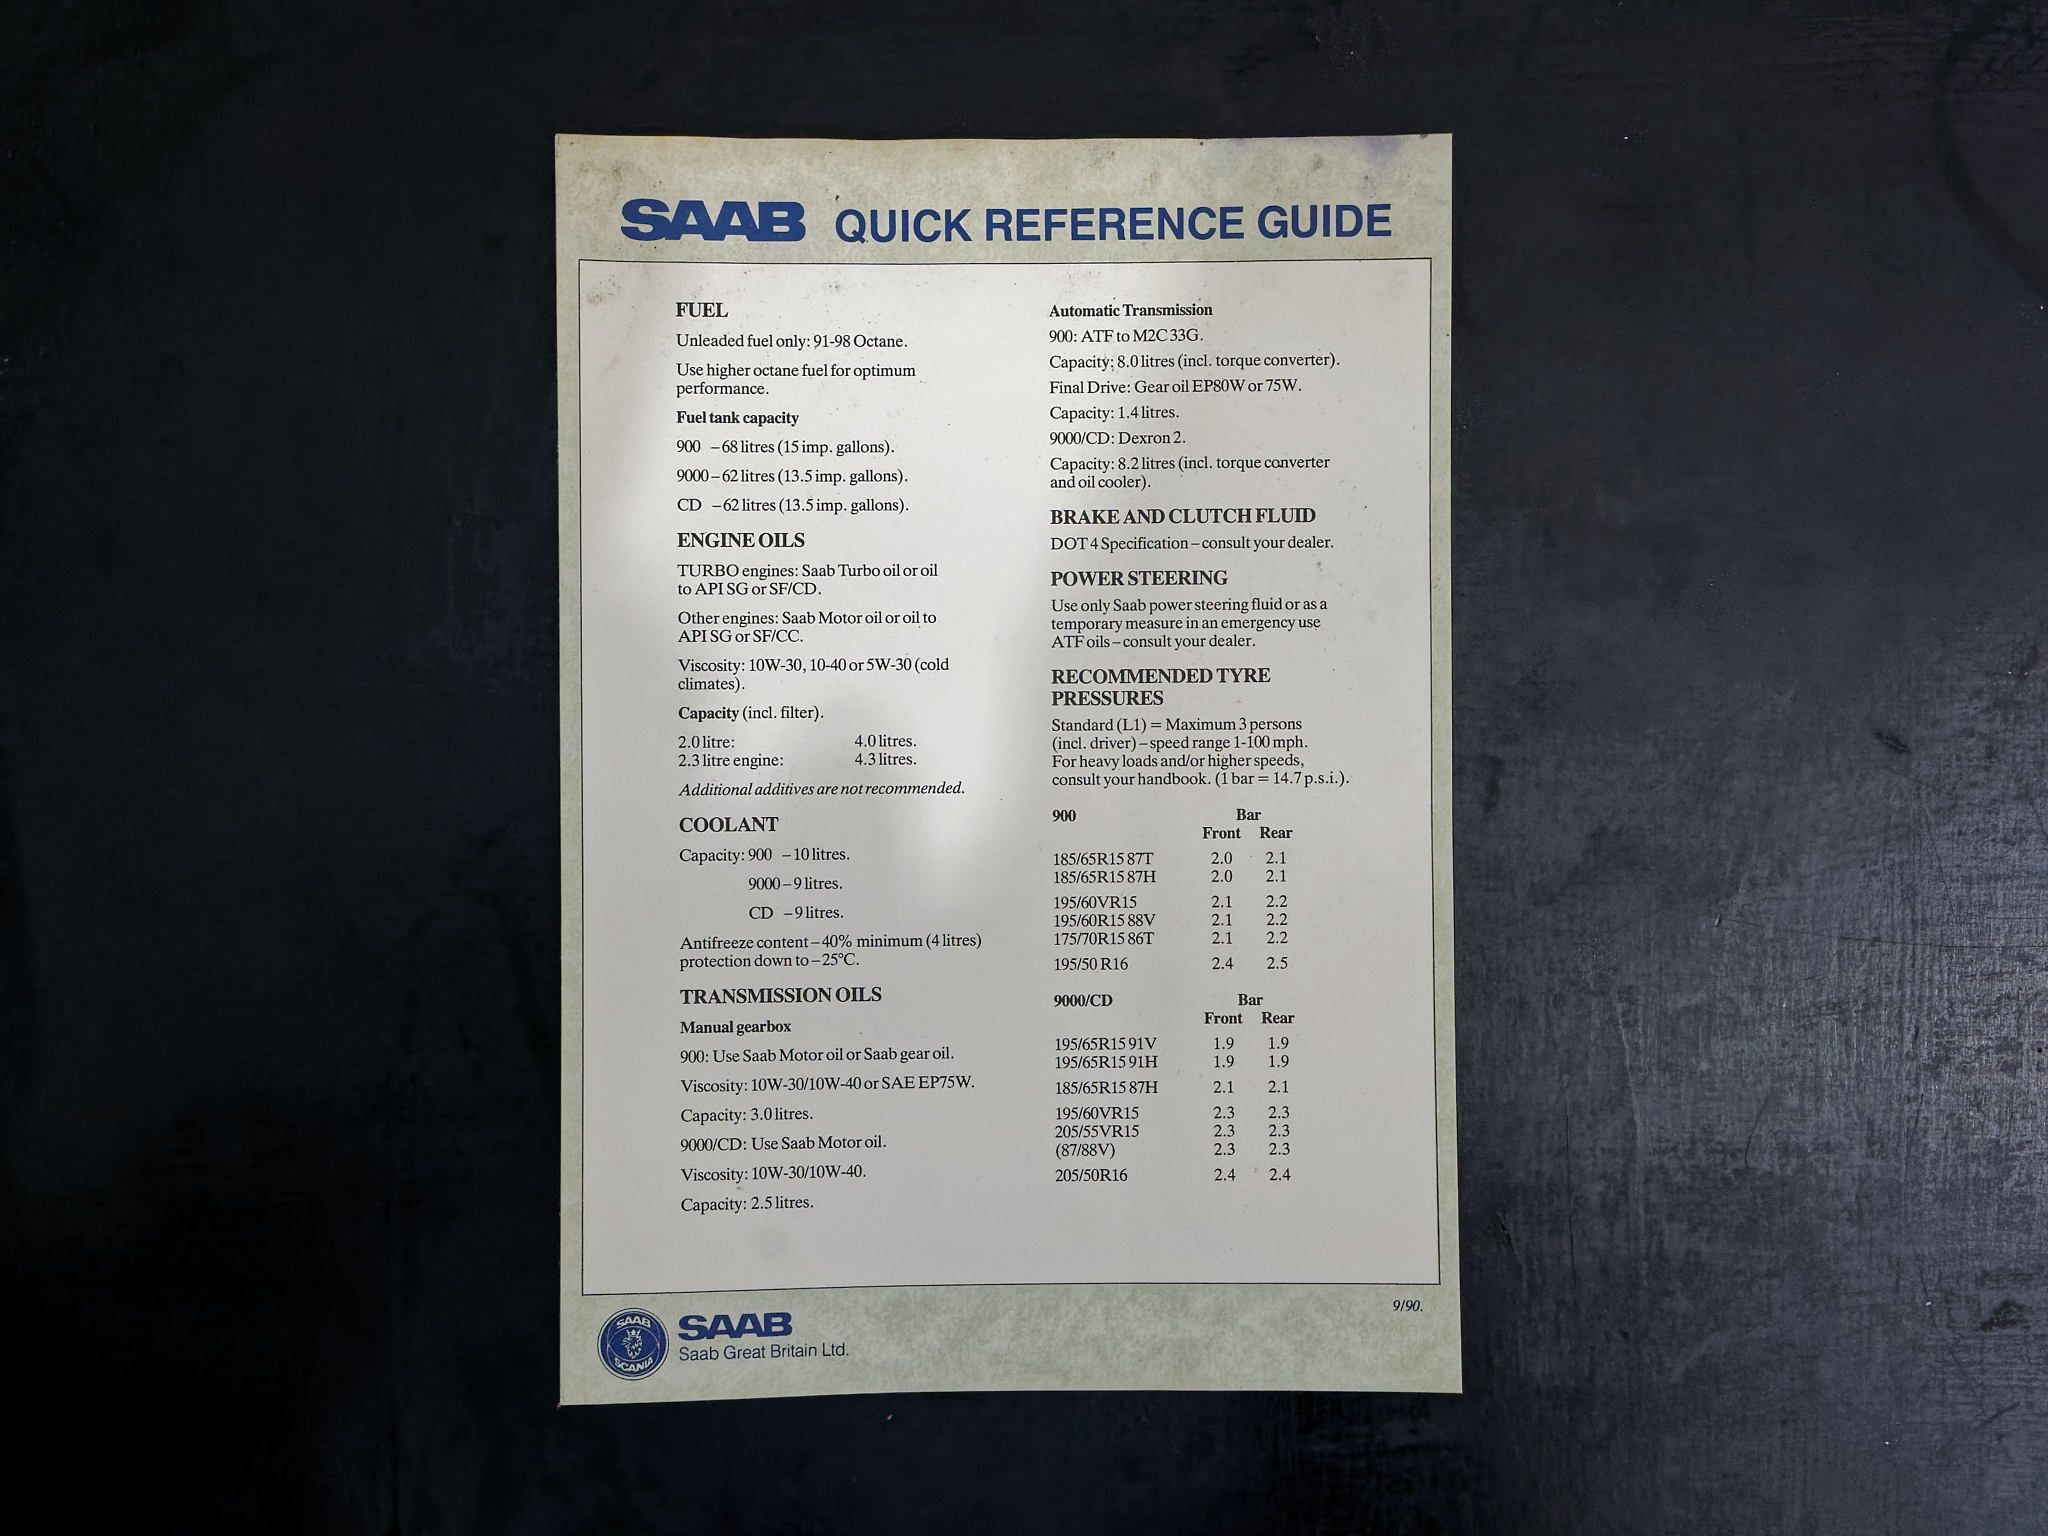 SAAB QUICK REFERENCE GUIDE
FUEL
Unleaded fuel only: 91-98 Octane.
Use higher octane fuel for optimum
performance.
Fuel tank capacity
900 – 68 litres (15 imp. gallons).
9000 – 62 litres (13.5 imp. gallons).
CD – 62 litres (13.5 imp. gallons).
ENGINE OILS
TURBO engines: Saab Turbo oil or oil
to API SG or SF/CD.
Other engines: Saab Motor oil or oil to
API SG or SF/CC.
Viscosity: 10W-30, 10-40 or 5W-30 (cold
climates).
Capacity (incl. filter).
2.0 litre: 4.0 litres.
2.3 litre engine: 4.3 litres.
Additional additives are not recommended.
COOLANT
Capacity: 900 – 10 litres.
9000 – 9 litres.
CD – 9 litres.
Antifreeze content – 40% minimum (4 litres)
protection down to –25°C.
TRANSMISSION OILS
Manual gearbox
900: Use Saab Motor oil or Saab gear oil.
Viscosity: 10W-30/10W-40 or SAE EP75W.
Capacity: 3.0 litres.
9000/CD: Use Saab Motor oil.
Viscosity: 10W-30/10W-40.
Capacity: 2.5 litres.
Automatic Transmission
900: ATF to M2C 33G.
Capacity: 8.0 litres (incl. torque converter).
Final Drive: Gear oil EP80W or 75W.
Capacity: 1.4 litres.
9000/CD: Dexron 2.
Capacity: 8.2 litres (incl. torque converter
and oil cooler).
BRAKE AND CLUTCH FLUID
DOT 4 Specification – consult your dealer.
POWER STEERING
Use only Saab power steering fluid or as a
temporary measure in an emergency use
ATF oils – consult your dealer.
RECOMMENDED TYRE
PRESSURES
Standard (L1) = Maximum 3 persons
(incl. driver) – speed range 1-100 mph.
For heavy loads and/or higher speeds,
consult your handbook. (1 bar = 14.7 p.s.i.).
900 Bar
Front Rear
185/65R15 87T 2.0 2.1
185/65R15 87H 2.0 2.1
195/60VR15 2.1 2.2
195/60R15 88V 2.1 2.2
175/70R15 86T 2.1 2.2
195/50 R16 2.4 2.5
9000/CD Bar
Front Rear
195/65R15 91V 1.9 1.9
195/65R15 91H 1.9 1.9
185/65R15 87H 2.1 2.1
195/60VR15 2.3 2.3
205/55VR15 2.3 2.3
(87/88V) 2.3 2.3
205/50R16 2.4 2.4
9/90.
SAAB
SCANIA
SAAB
Saab Great Britain Ltd.